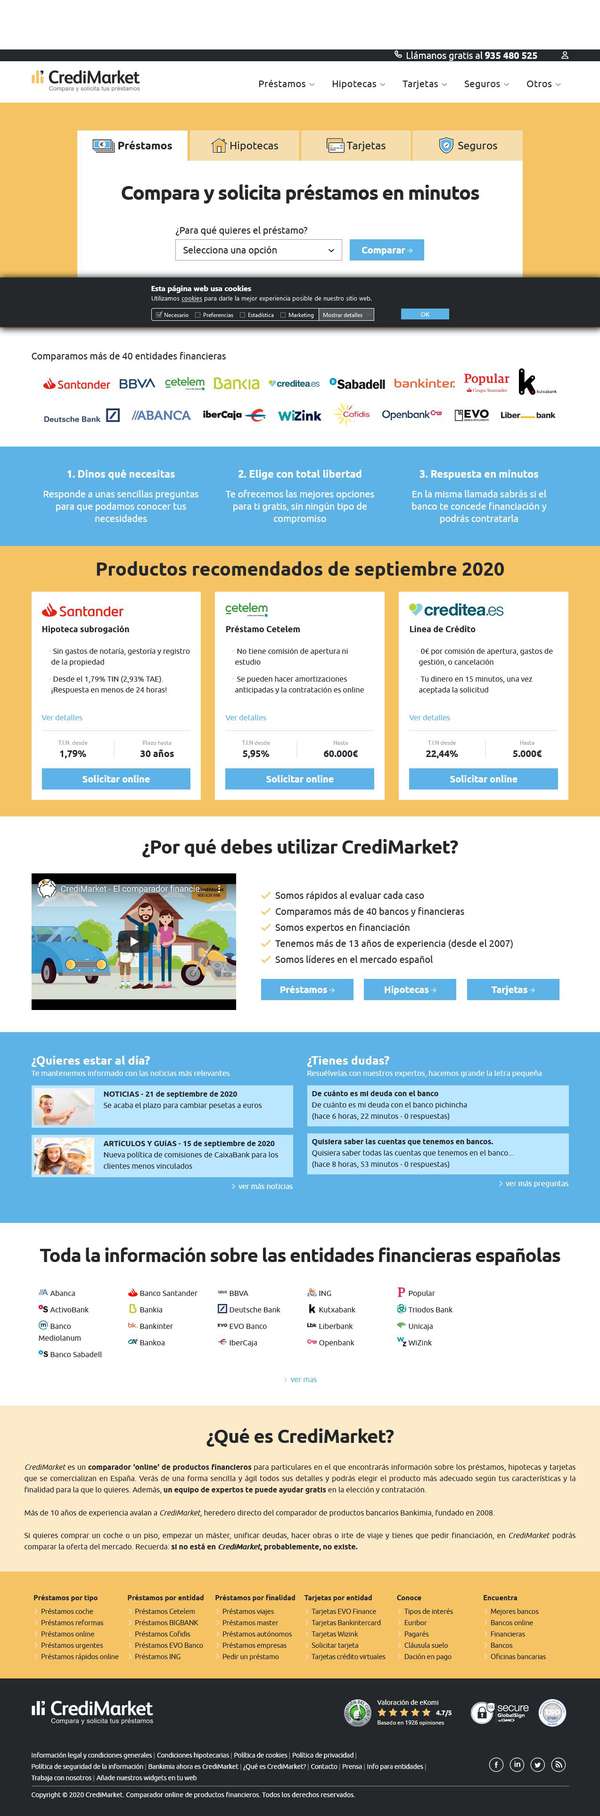 Llámanos gratis al 935 480 525
CrediMarket
Compara y solicita tus préstamos
Préstamos Hipotecas Tarjetas Seguros Otros
Préstamos Hipotecas Tarjetas Seguros
Compara y solicita préstamos en minutos
¿Para qué quieres el préstamo?
Selecciona una opción Comparar
Esta página web usa cookies
Utilizamos cookies para darle la mejor experiencia posible de nuestro sitio web.
Necesario Preferencias Estadística Marketing Mostrar detalles OK
Comparamos más de 40 entidades financieras
Santander BBVA cetelem Bankia creditea.es Sabadell bankinter. Popular
Grupo Santander
kutxabank
Deutsche Bank ABANCA iberCaja WiZink Cofidis Openbank EVO Liberbank
1. Dinos qué necesitas
Responde a unas sencillas preguntas
para que podamos conocer tus
necesidades
2. Elige con total libertad
Te ofrecemos las mejores opciones
para ti gratis, sin ningún tipo de
compromiso
3. Respuesta en minutos
En la misma llamada sabrás si el
banco te concede financiación y
podrás contratarla
Productos recomendados de septiembre 2020
Santander
Hipoteca subrogación
Sin gastos de notaría, gestoría y registro
de la propiedad
Desde el 1,79% TIN (2,93% TAE).
¡Respuesta en menos de 24 horas!
Ver detalles
T.I.N desde Plazo hasta
1,79% 30 años
Solicitar online
cetelem
Préstamo Cetelem
No tiene comisión de apertura ni
estudio
Se pueden hacer amortizaciones
anticipadas y la contratación es online
Ver detalles
T.I.N desde Hasta
5,95% 60.000€
Solicitar online
creditea.es
Línea de Crédito
0€ por comisión de apertura, gastos de
gestión, o cancelación
Tu dinero en 15 minutos, una vez
aceptada la solicitud
Ver detalles
T.I.N desde Hasta
22,44% 5.000€
Solicitar online
¿Por qué debes utilizar CrediMarket?
CrediMarket - El comparador financie...
Somos rápidos al evaluar cada caso
Comparamos más de 40 bancos y financieras
Somos expertos en financiación
Tenemos más de 13 años de experiencia (desde el 2007)
Somos líderes en el mercado español
Préstamos Hipotecas Tarjetas
¿Quieres estar al día?
Te mantenemos informado con las noticias más relevantes
NOTICIAS - 21 de septiembre de 2020
Se acaba el plazo para cambiar pesetas a euros
ARTÍCULOS Y GUÍAS - 15 de septiembre de 2020
Nueva política de comisiones de CaixaBank para los
clientes menos vinculados
> ver más noticias
¿Tienes dudas?
Resuélvelas con nuestros expertos, hacemos grande la letra pequeña
De cuánto es mi deuda con el banco
De cuánto es mi deuda con el banco pichincha
(hace 6 horas, 22 minutos - 0 respuestas)
Quisiera saber las cuentas que tenemos en bancos.
Quisiera saber todas las cuentas que tenemos en el banco...
(hace 8 horas, 53 minutos - 0 respuestas)
> ver más preguntas
Toda la información sobre las entidades financieras españolas
Abanca Banco Santander BBVA ING Popular
ActivoBank Bankia Deutsche Bank Kutxabank Triodos Bank
Banco Mediolanum Bankinter EVO Banco Liberbank Unicaja
Banco Sabadell Bankoa IberCaja Openbank WiZink
> ver mas
¿Qué es CrediMarket?
CrediMarket es un comparador 'online' de productos financieros para particulares en el que encontrarás información sobre los préstamos, hipotecas y tarjetas
que se comercializan en España. Verás de una forma sencilla y ágil todos sus detalles y podrás elegir el producto más adecuado según tus características y la
finalidad para la que lo quieres. Además, un equipo de expertos te puede ayudar gratis en la elección y contratación.
Más de 10 años de experiencia avalan a CrediMarket, heredero directo del comparador de productos bancarios Bankimia, fundado en 2008.
Si quieres comprar un coche o un piso, empezar un máster, unificar deudas, hacer obras o irte de viaje y tienes que pedir financiación, en CrediMarket podrás
comparar la oferta del mercado. Recuerda: si no está en CrediMarket, probablemente, no existe.
Préstamos por tipo
Préstamos coche
Préstamos reformas
Préstamos online
Préstamos urgentes
Préstamos rápidos online
Préstamos por entidad
Préstamos Cetelem
Préstamos BIGBANK
Préstamos Cofidis
Préstamos EVO Banco
Préstamos ING
Préstamos por finalidad
Préstamos viajes
Préstamos master
Préstamos autónomos
Préstamos empresas
Pedir un préstamo
Tarjetas por entidad
Tarjetas EVO Finance
Tarjetas Bankintercard
Tarjetas Wizink
Solicitar tarjeta
Tarjetas crédito virtuales
Conoce
Tipos de interés
Euribor
Pagarés
Cláusula suelo
Dación en pago
Encuentra
Mejores bancos
Bancos online
Financieras
Bancos
Oficinas bancarias
CrediMarket
Compara y solicita tus préstamos
Valoración de eKomi
4.7/5
Basado en 1926 opiniones
secure
GlobalSign
Información legal y condiciones generales | Condiciones hipotecarias | Política de cookies | Política de privacidad |
Política de seguridad de la información | Bankimia ahora es CrediMarket | ¿Qué es CrediMarket? | Contacto | Prensa | Info para entidades |
Trabaja con nosotros | Añade nuestros widgets en tu web
Copyright © 2020 CrediMarket. Comparador online de productos financieros. Todos los derechos reservados.